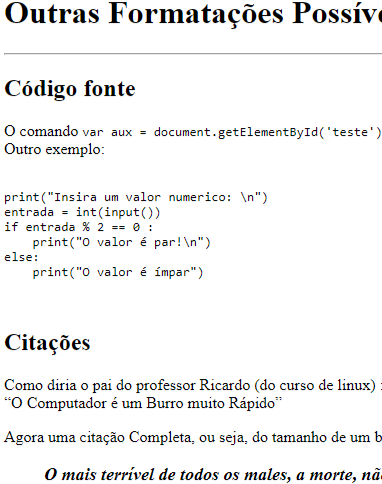 Outras Formatações
Código fonte
O comando var aux = document.getElementById('teste')
Outro exemplo:
print("Insira um valor numerico: \n")
entrada = int(input())
if entrada % 2 == 0 :
    print("O valor é par!\n")
else:
    print("O valor é ímpar")
Citações
Como diria o pai do professor Ricardo (do curso de linux)
“O Computador é um Burro muito Rápido”
Agora uma citação Completa, ou seja, do tamanho de um
O mais terrível de todos os males, a morte,